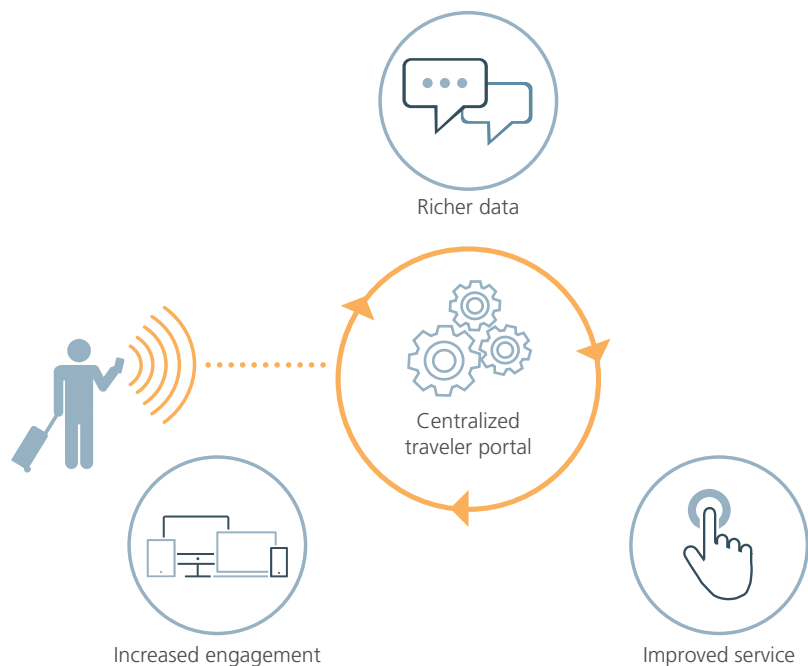 Richer data
Centralized
traveler portal
Increased engagement
Improved service